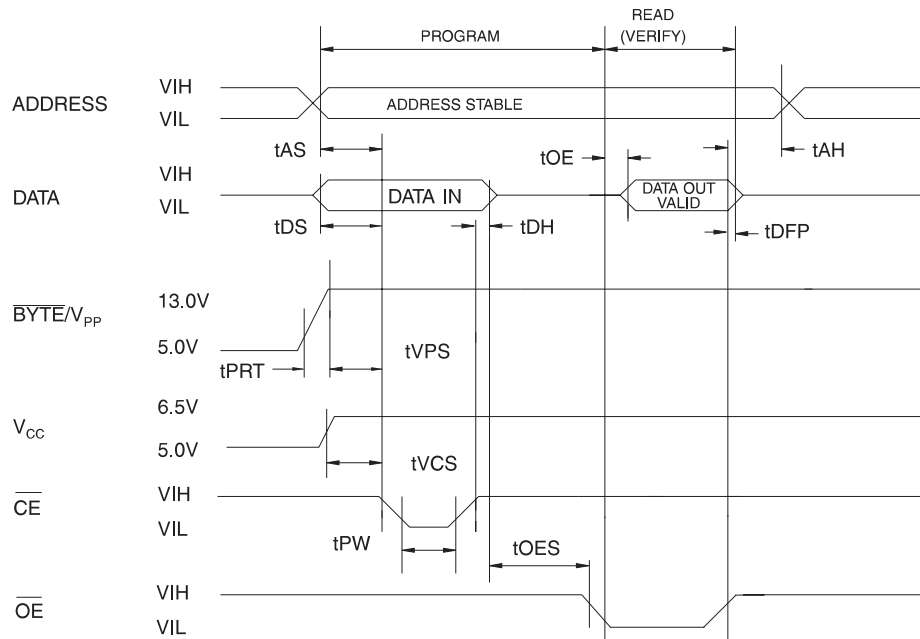 READ
PROGRAM (VERIFY)
VIH
ADDRESS ADDRESS STABLE
VIL
tAS tOE tAH
VIH
DATA DATA IN DATA OUT VALID
VIL
tDS tDH tDFP
13.0V
BYTE/VPP
5.0V
tPRT tVPS
6.5V
VCC
5.0V
tVCS
VIH
CE
VIL
tPW tOES
VIH
OE
VIL